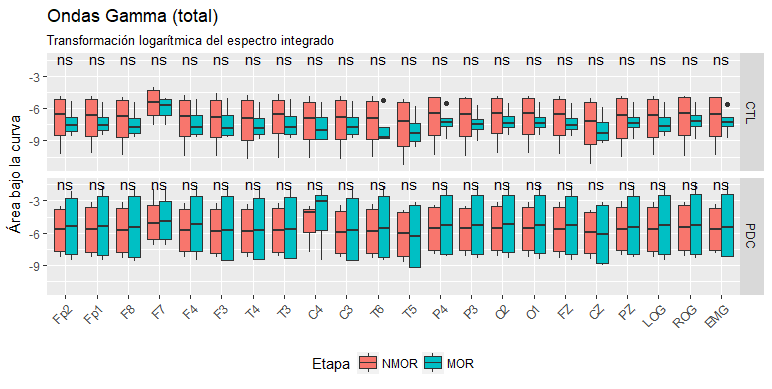 Ondas Gamma (total)
Transformación logarítmica del espectro integrado
Área bajo la curva
ns ns ns ns ns ns ns ns ns ns ns ns ns ns ns ns ns ns ns ns ns ns
-3
-6
-9
CTL
ns ns ns ns ns ns ns ns ns ns ns ns ns ns ns ns ns ns ns ns ns ns
-3
-6
-9
PDC
Fp2 Fp1 F8 F7 F4 F3 T4 T3 C4 C3 T6 T5 P4 P3 O2 O1 FZ CZ PZ LOG ROG EMG
Etapa NMOR MOR